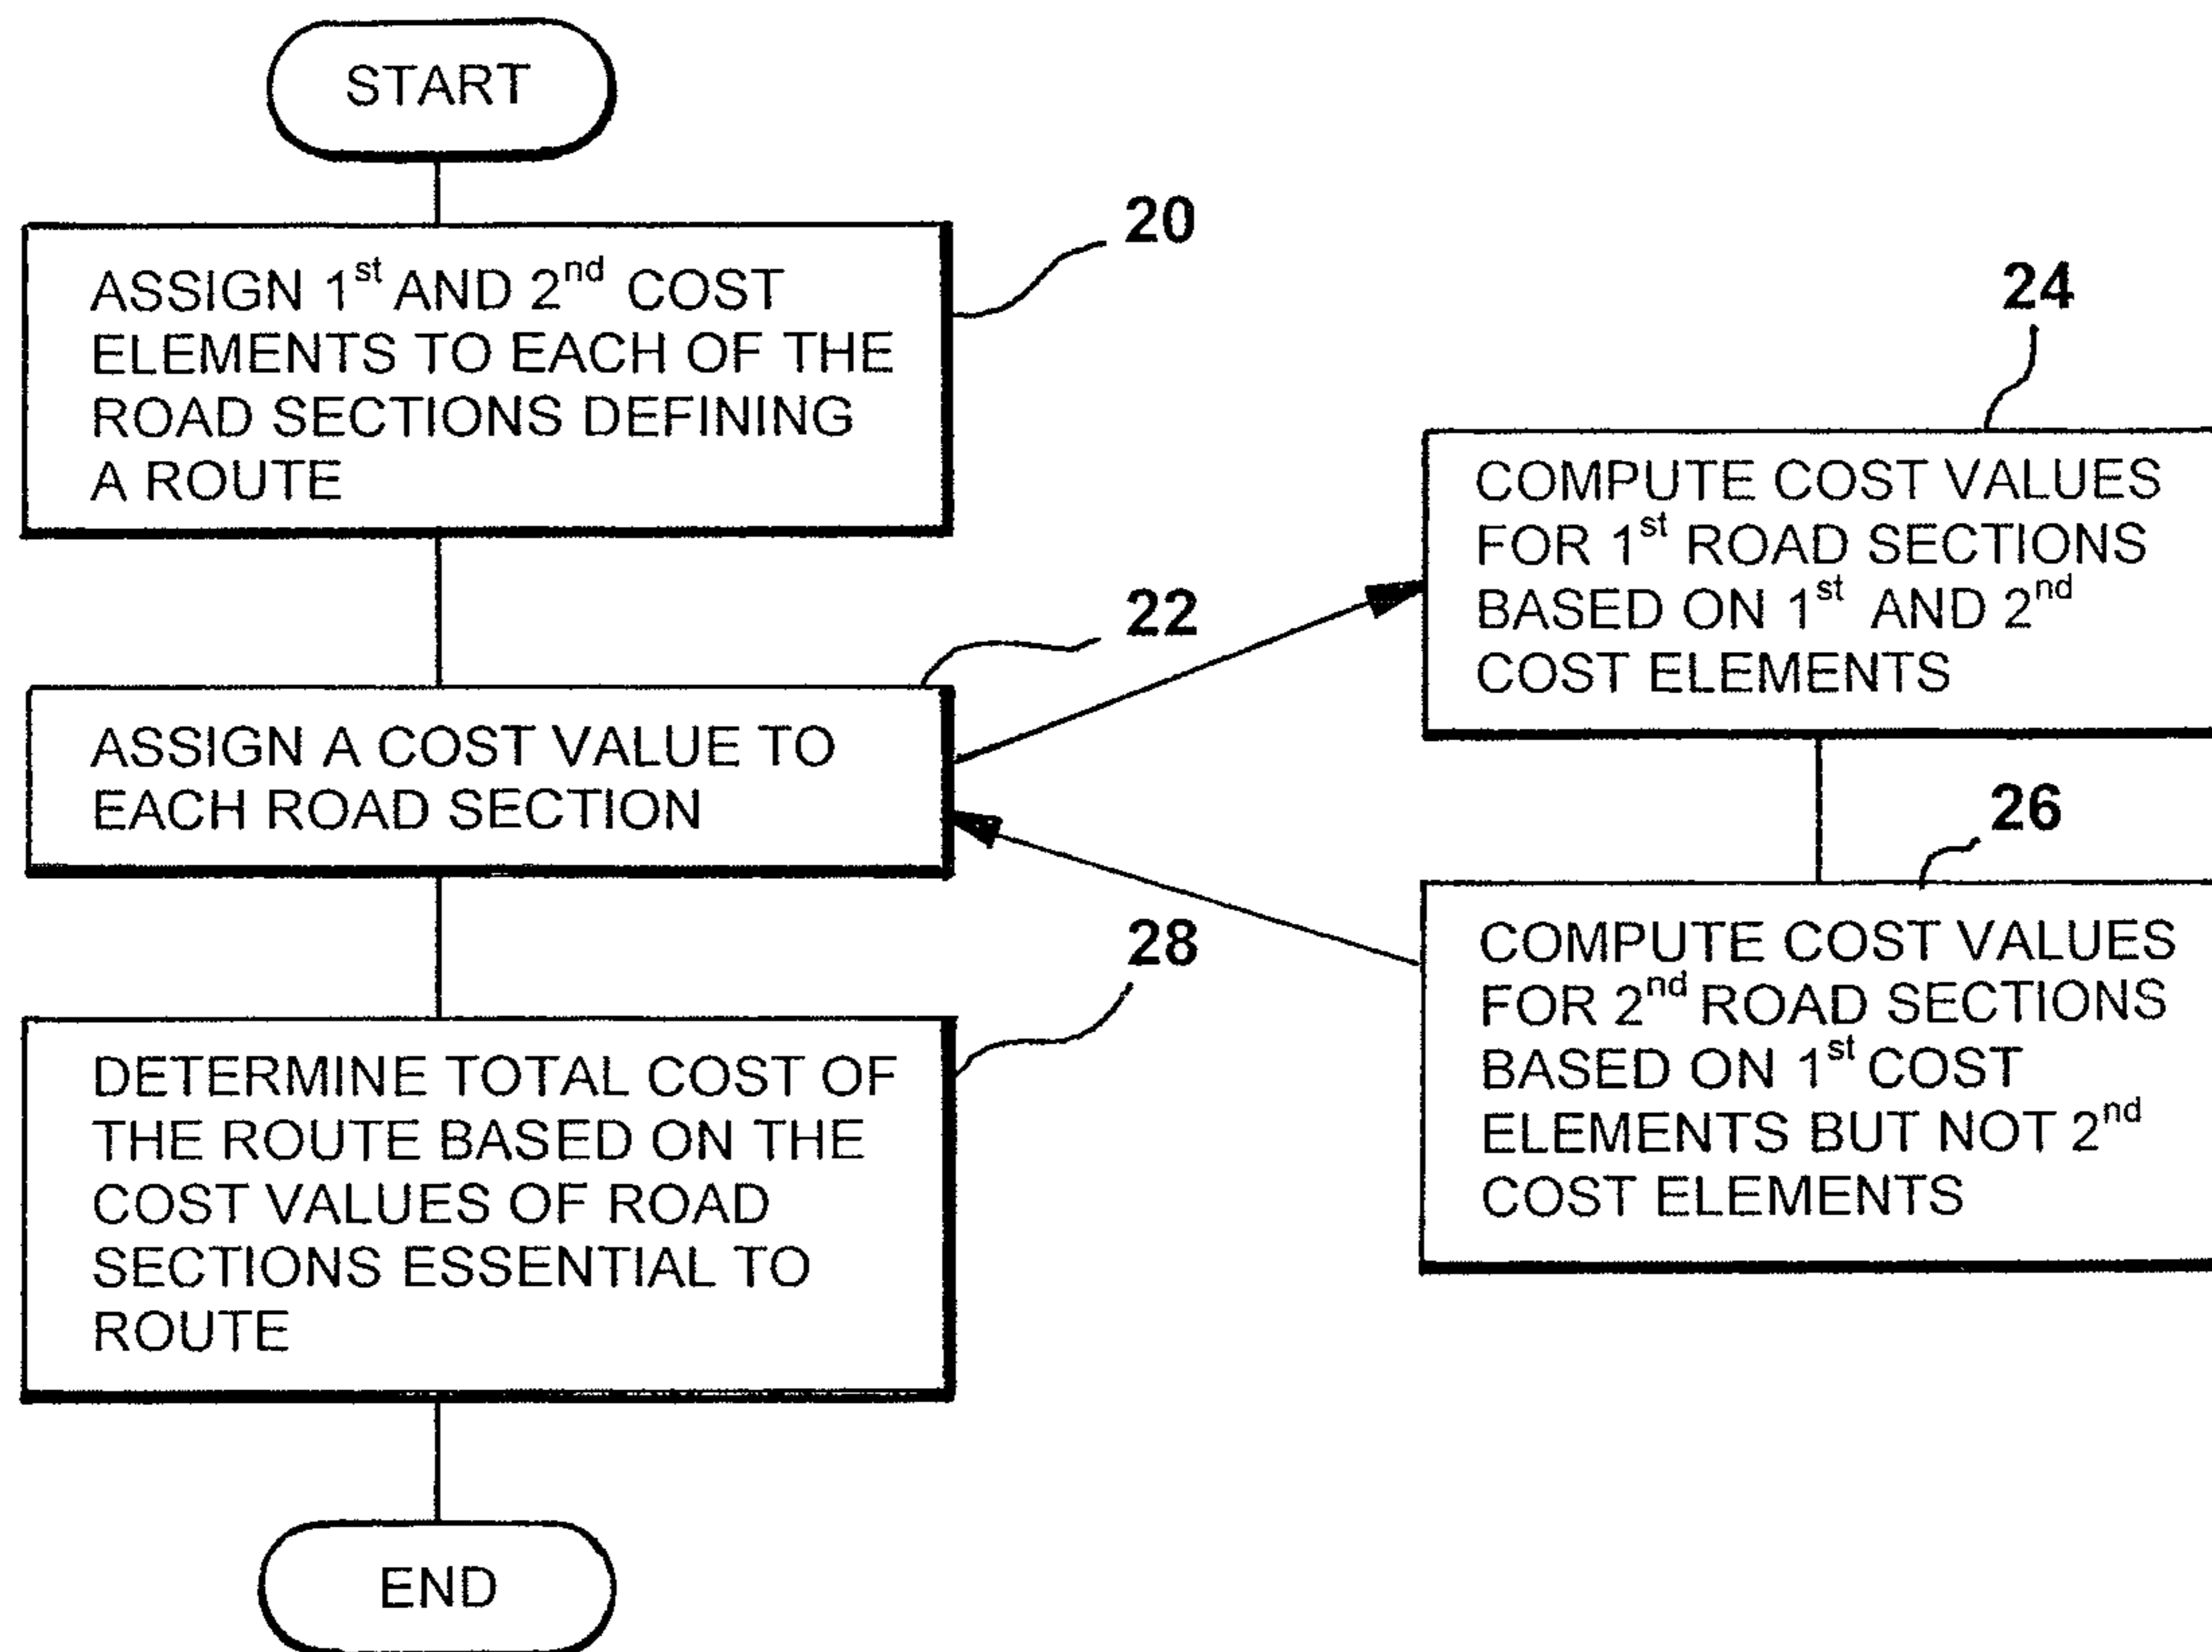 START
20
ASSIGN 1st AND 2nd COST
ELEMENTS TO EACH OF THE
ROAD SECTIONS DEFINING
A ROUTE
22
ASSIGN A COST VALUE TO
EACH ROAD SECTION
24
COMPUTE COST VALUES
FOR 1st ROAD SECTIONS
BASED ON 1st AND 2nd
COST ELEMENTS
26
COMPUTE COST VALUES
FOR 2nd ROAD SECTIONS
BASED ON 1st COST
ELEMENTS BUT NOT 2nd
COST ELEMENTS
28
DETERMINE TOTAL COST OF
THE ROUTE BASED ON THE
COST VALUES OF ROAD
SECTIONS ESSENTIAL TO
ROUTE
END